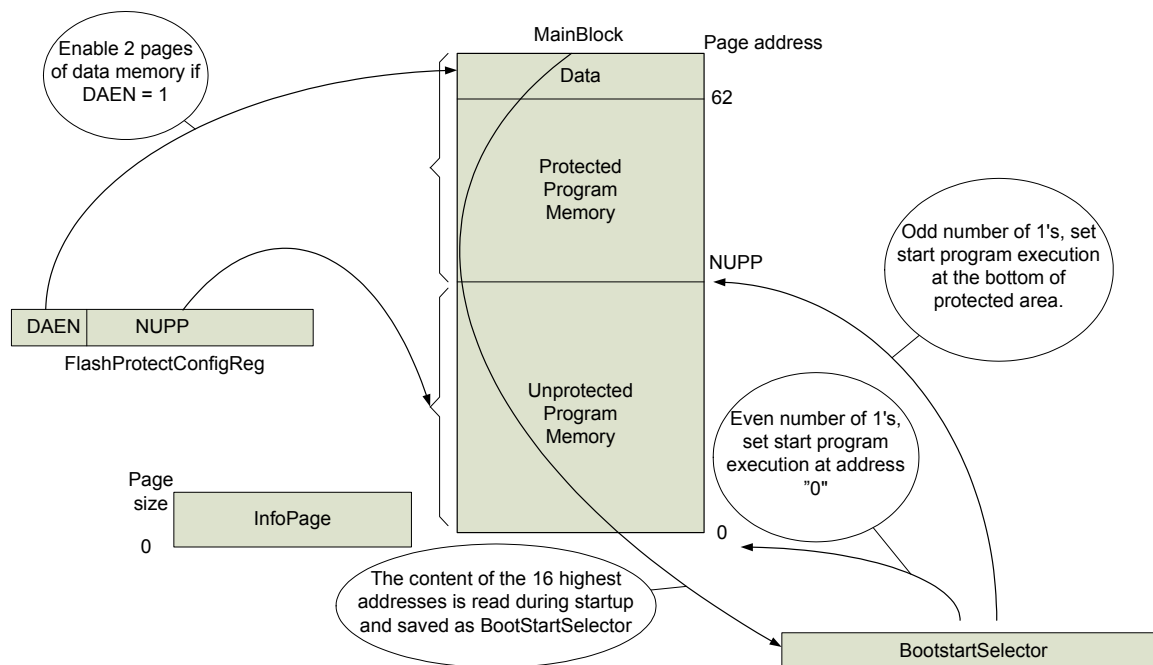 Enable 2 pages
of data memory if
DAEN = 1
MainBlock
Page address
Data
62
Protected
Program
Memory
Odd number of 1's, set
start program execution
at the bottom of
protected area.
NUPP
DAEN
NUPP
FlashProtectConfigReg
Unprotected
Program
Memory
Even number of 1's,
set start program
execution at address
"0"
Page
size
InfoPage
0
0
The content of the 16 highest
addresses is read during startup
and saved as BootStartSelector
BootstartSelector